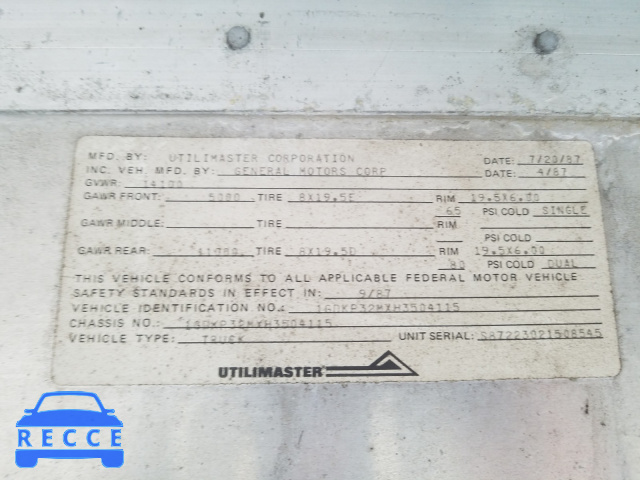 MFD. BY: UTILIMASTER CORPORATION DATE: 7/20/87
INC. VEH. MFD. BY: GENERAL MOTORS CORP DATE: 4/87
GVWR: 14100
GAWR FRONT: 5000 TIRE 8X19.5E RIM 19.5X6.00
65 PSI COLD SINGLE
GAWR MIDDLE: TIRE RIM
PSI COLD
GAWR REAR: TIRE 8X19.5D RIM 19.5X6.00
80 PSI COLD DUAL
THIS VEHICLE CONFORMS TO ALL APPLICABLE FEDERAL MOTOR VEHICLE
SAFETY STANDARDS IN EFFECT IN: 9/87
VEHICLE IDENTIFICATION NO.: 1GDKP32MXH3504115
CHASSIS NO.: 1GDKP32MXH3504115
VEHICLE TYPE: TRUCK UNIT SERIAL: S87223021508545
UTILIMASTER
RECCE